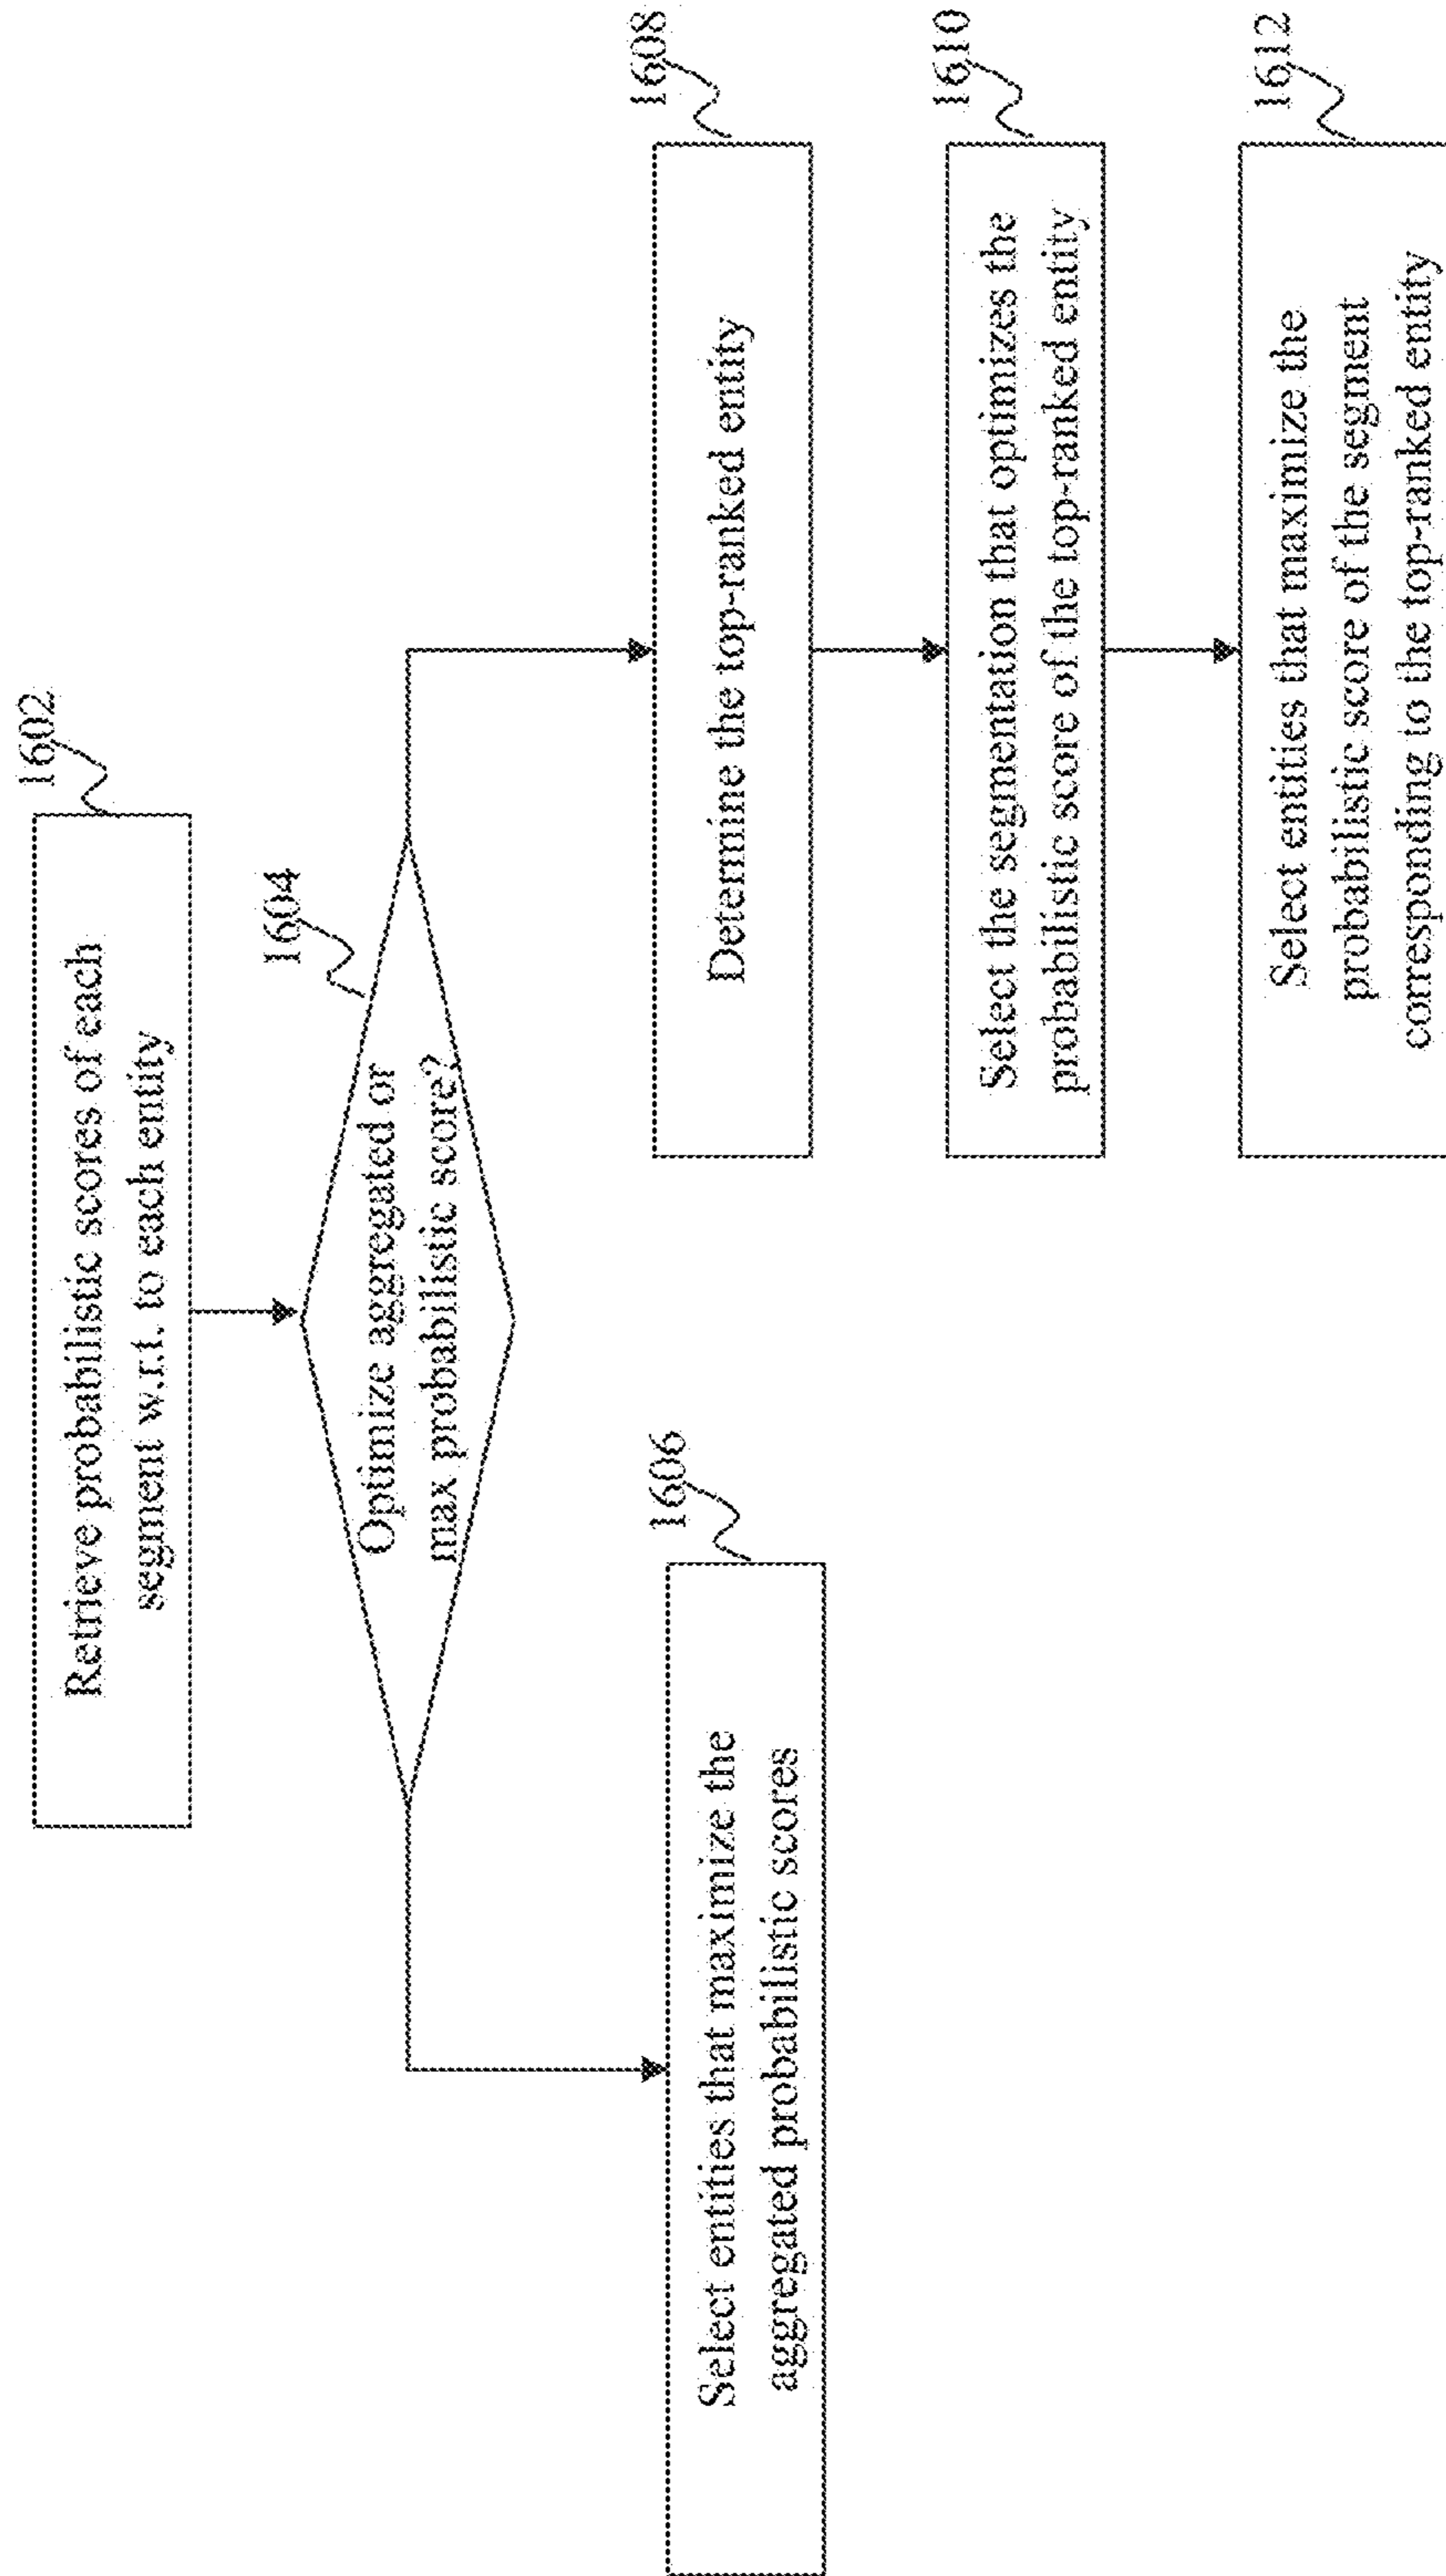 1602
Retrieve probabilistic scores of each
segment w.r.t. to each entity
1604
Optimize aggregated or
max probabilistic score?
1606
Select entities that maximize the
aggregated probabilistic scores
1608
Determine the top-ranked entity
1610
Select the segmentation that optimizes the
probabilistic score of the top-ranked entity
1612
Select entities that maximize the
probabilistic score of the segment
corresponding to the top-ranked entity